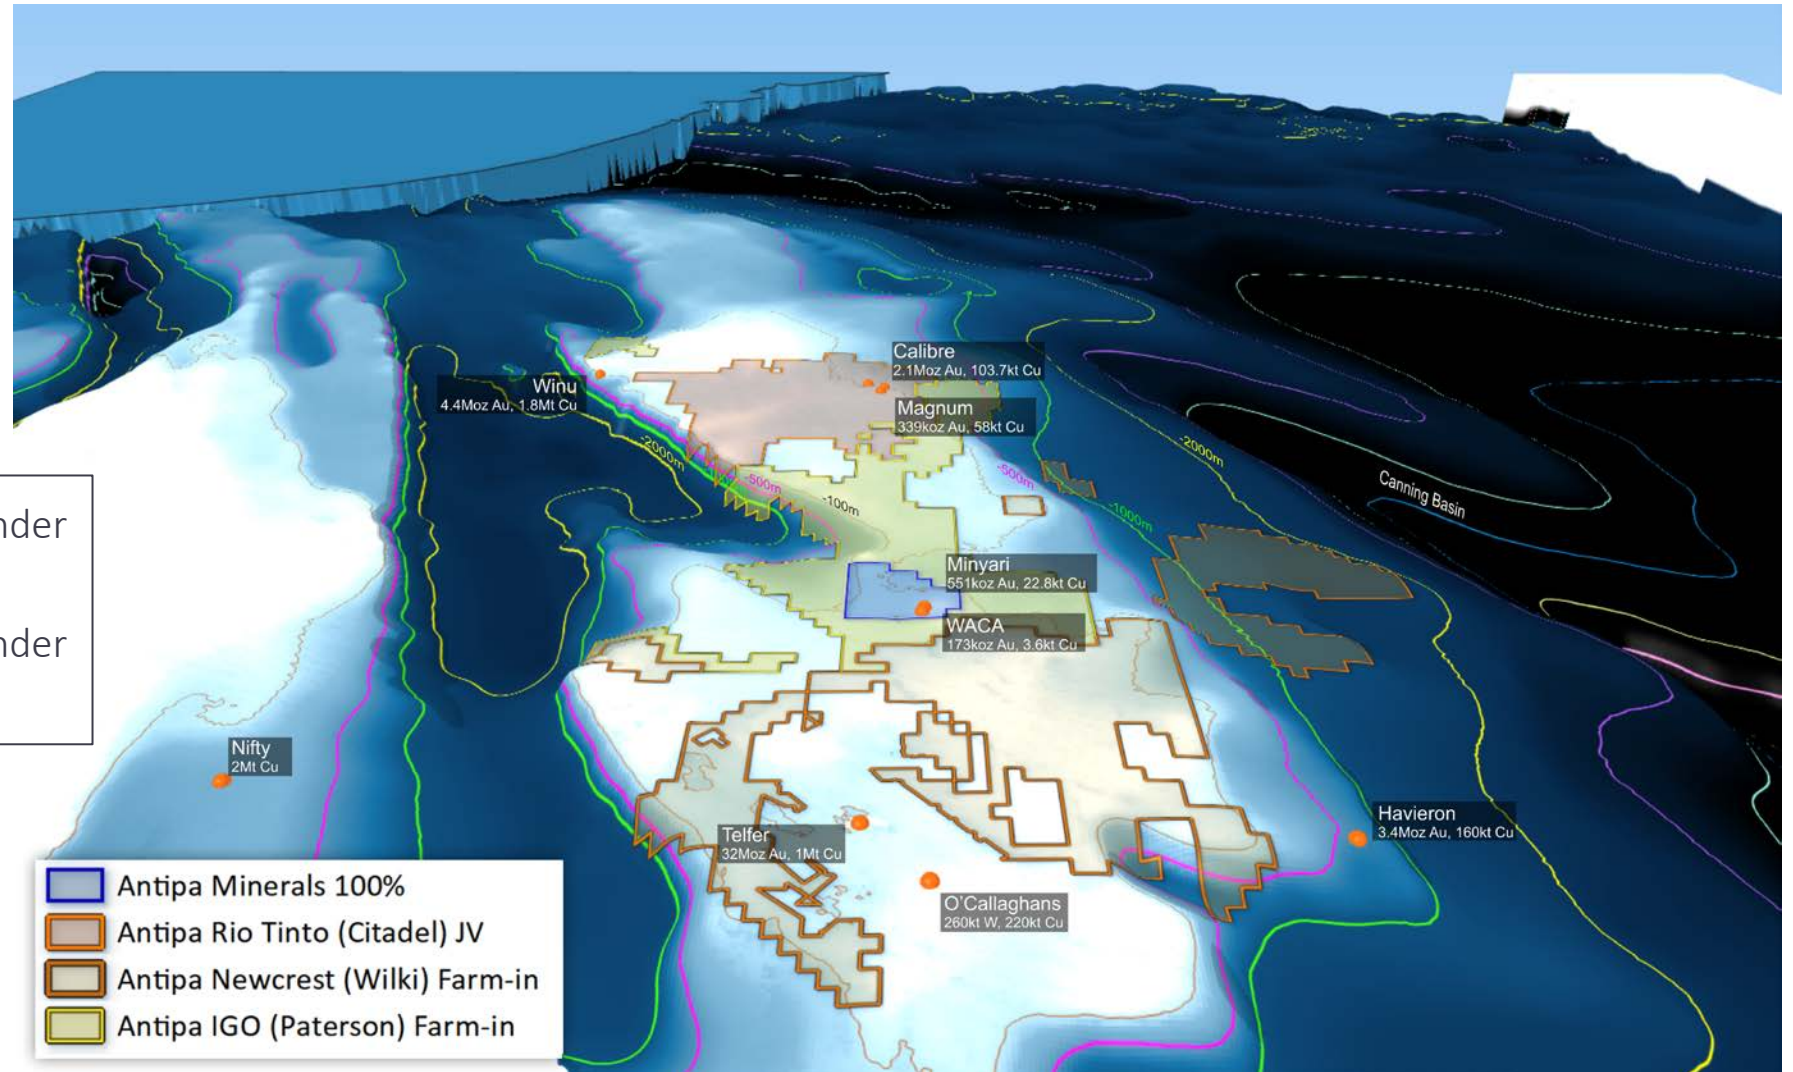 Calibre
2.1Moz Au, 103.7kt Cu
Winu
4.4Moz Au, 1.8Mt Cu
Magnum
339koz Au, 58kt Cu
-2000m
-500m
-100m
-500m
-1000m
-2000m
Canning Basin
nder
nder
Minyari
551koz Au, 22.8kt Cu
WACA
173koz Au, 3.6kt Cu
Nifty
2Mt Cu
Telfer
32Moz Au, 1Mt Cu
Havieron
3.4Moz Au, 160kt Cu
O'Callaghans
260kt W, 220kt Cu
Antipa Minerals 100%
Antipa Rio Tinto (Citadel) JV
Antipa Newcrest (Wilki) Farm-in
Antipa IGO (Paterson) Farm-in